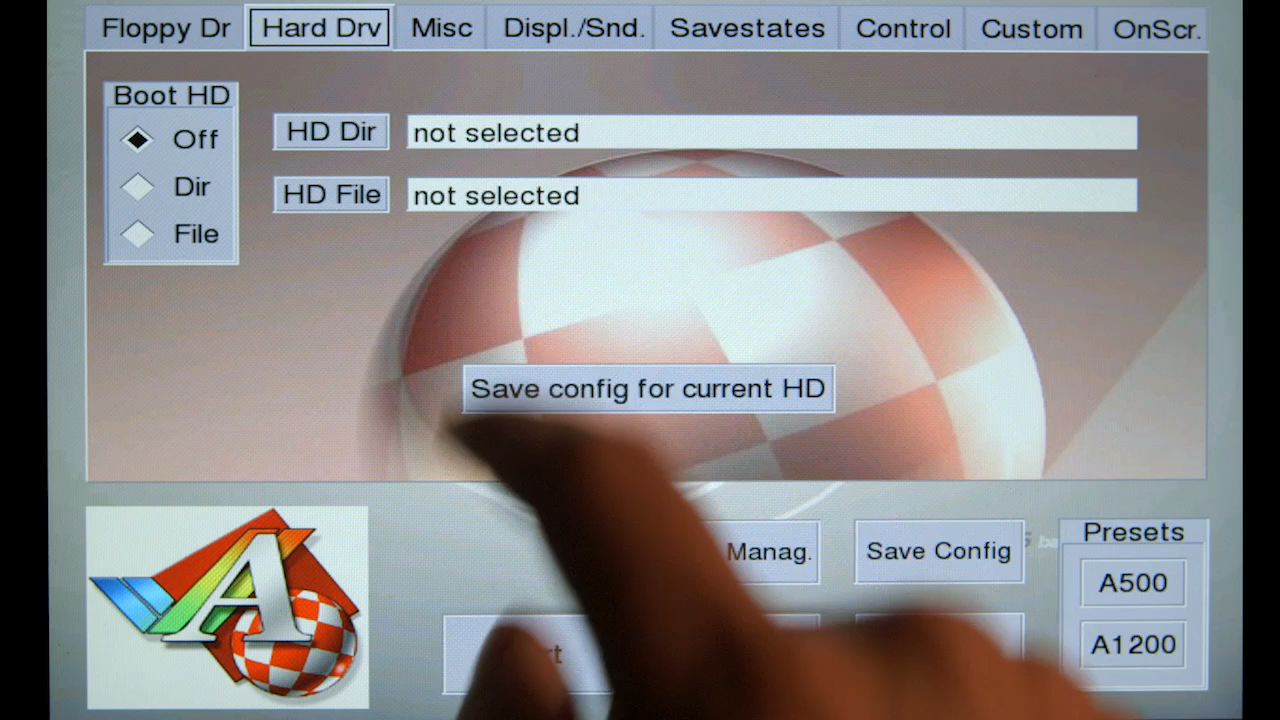 Floppy Dr Hard Drv Misc Displ./Snd. Savestates Control Custom OnScr.
Boot HD
Off
Dir
File
HD Dir not selected
HD File not selected
Save config for current HD
Manag. Save Config
Presets
A500
A1200
A